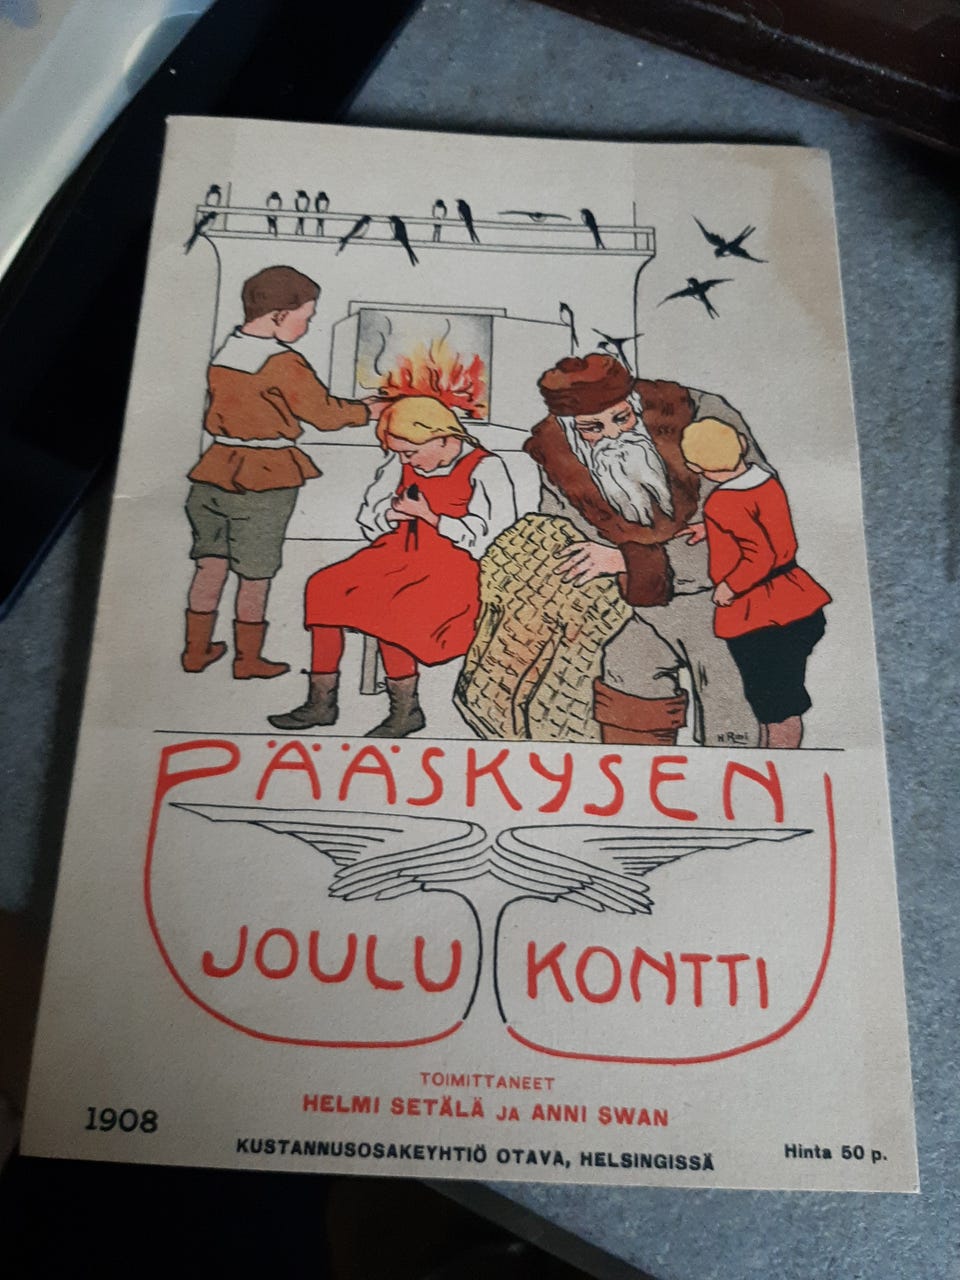 PÄÄSKYSEN
JOULU KONTTI
TOIMITTANEET
HELMI SETÄLÄ JA ANNI SWAN
1908
KUSTANNUSOSAKEYHTIÖ OTAVA, HELSINGISSÄ
Hinta 50 p.